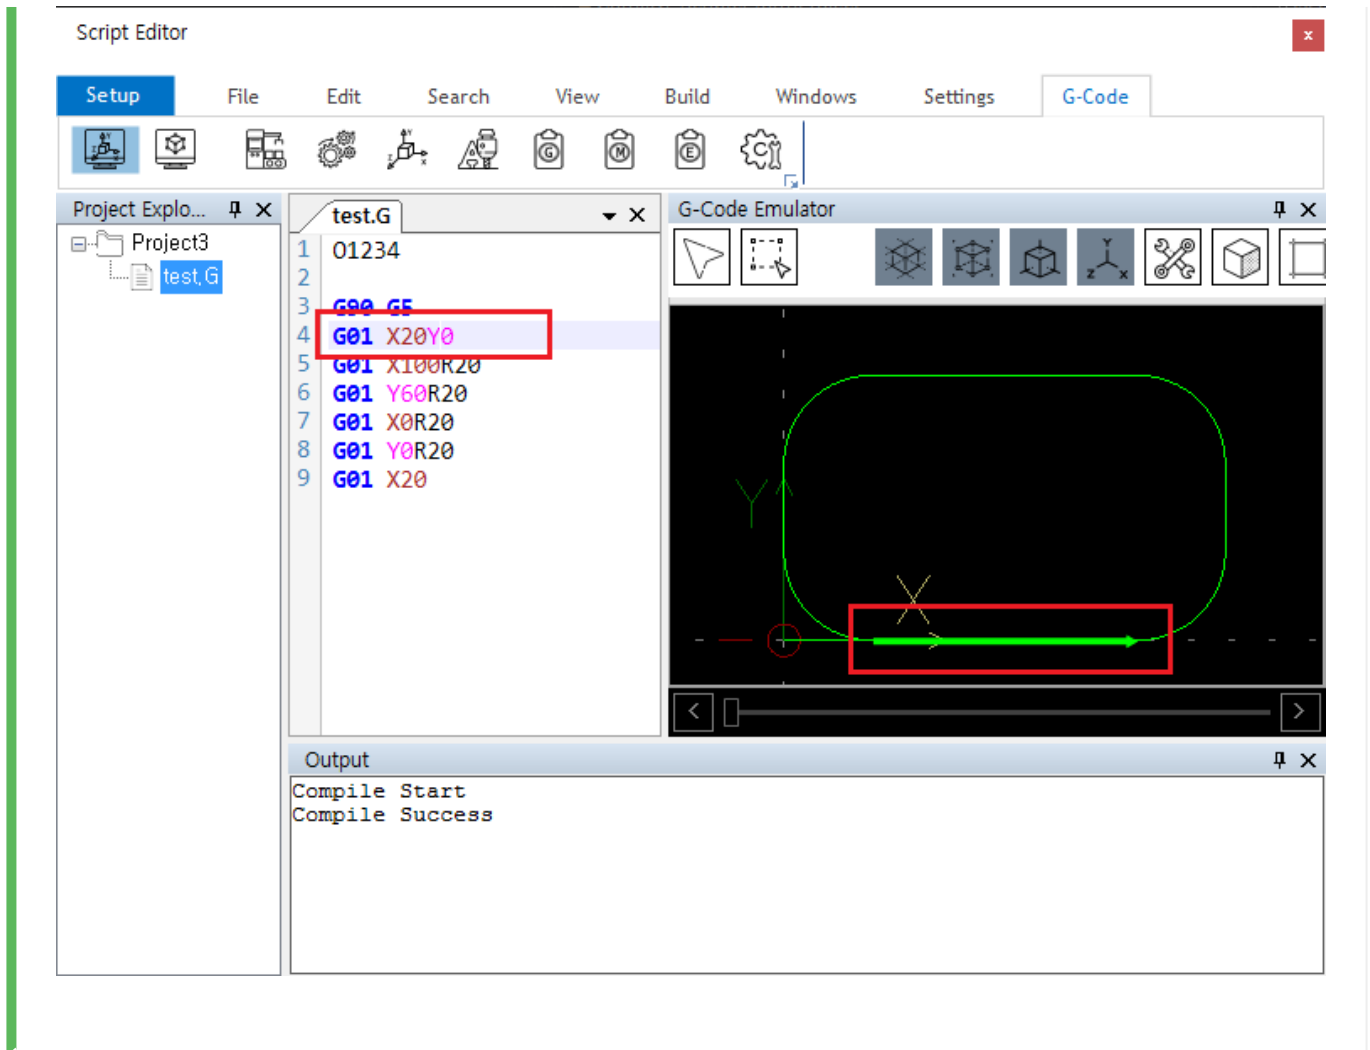 Script Editor
x
Setup File Edit Search View Build Windows Settings G-Code
Project Explo...
Project3
test.G
test.G
1 O1234
2
3 G90 G5
4 G01 X20Y0
5 G01 X100R20
6 G01 Y60R20
7 G01 X0R20
8 G01 Y0R20
9 G01 X20
G-Code Emulator
Y
X
Output
Compile Start
Compile Success